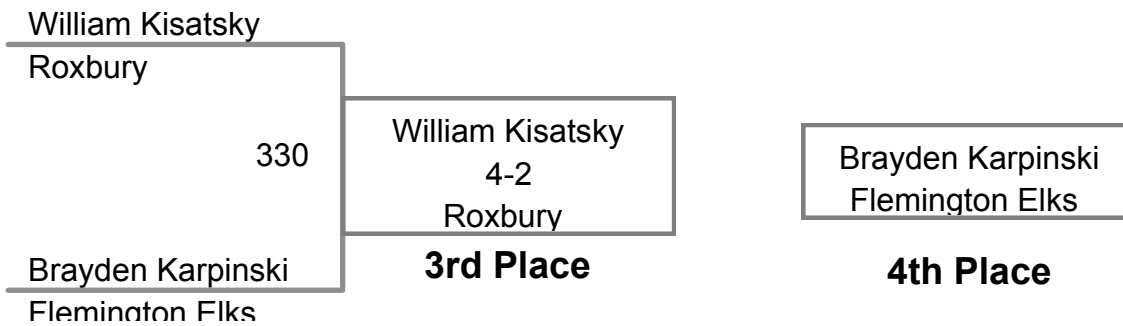 William Kisatsky
Roxbury
330
Brayden Karpinski
Flemington Elks
William Kisatsky
4-2
Roxbury
3rd Place
Brayden Karpinski
Flemington Elks
4th Place